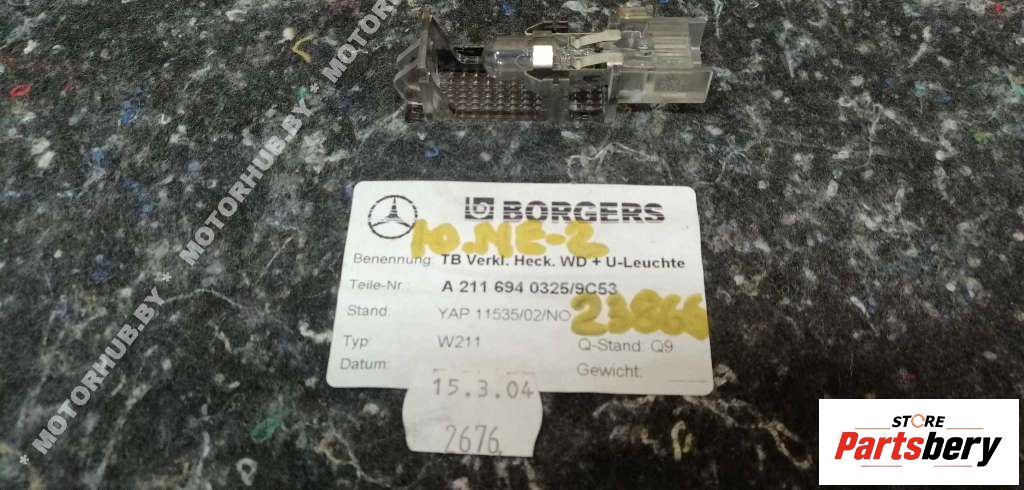 * MOTORHUB.BY * MOTORHUB.BY * MOTORHUB.BY *
BORGERS
10.NE-2
Benennung: TB Verkl. Heck. WD + U-Leuchte
Teile-Nr.: A 211 694 0325/9C53
Stand: YAP 11535/02/NO
23866
Typ: W211 Q-Stand: Q9
Datum: Gewicht:
15.3.04
2676
STORE
Partsbery